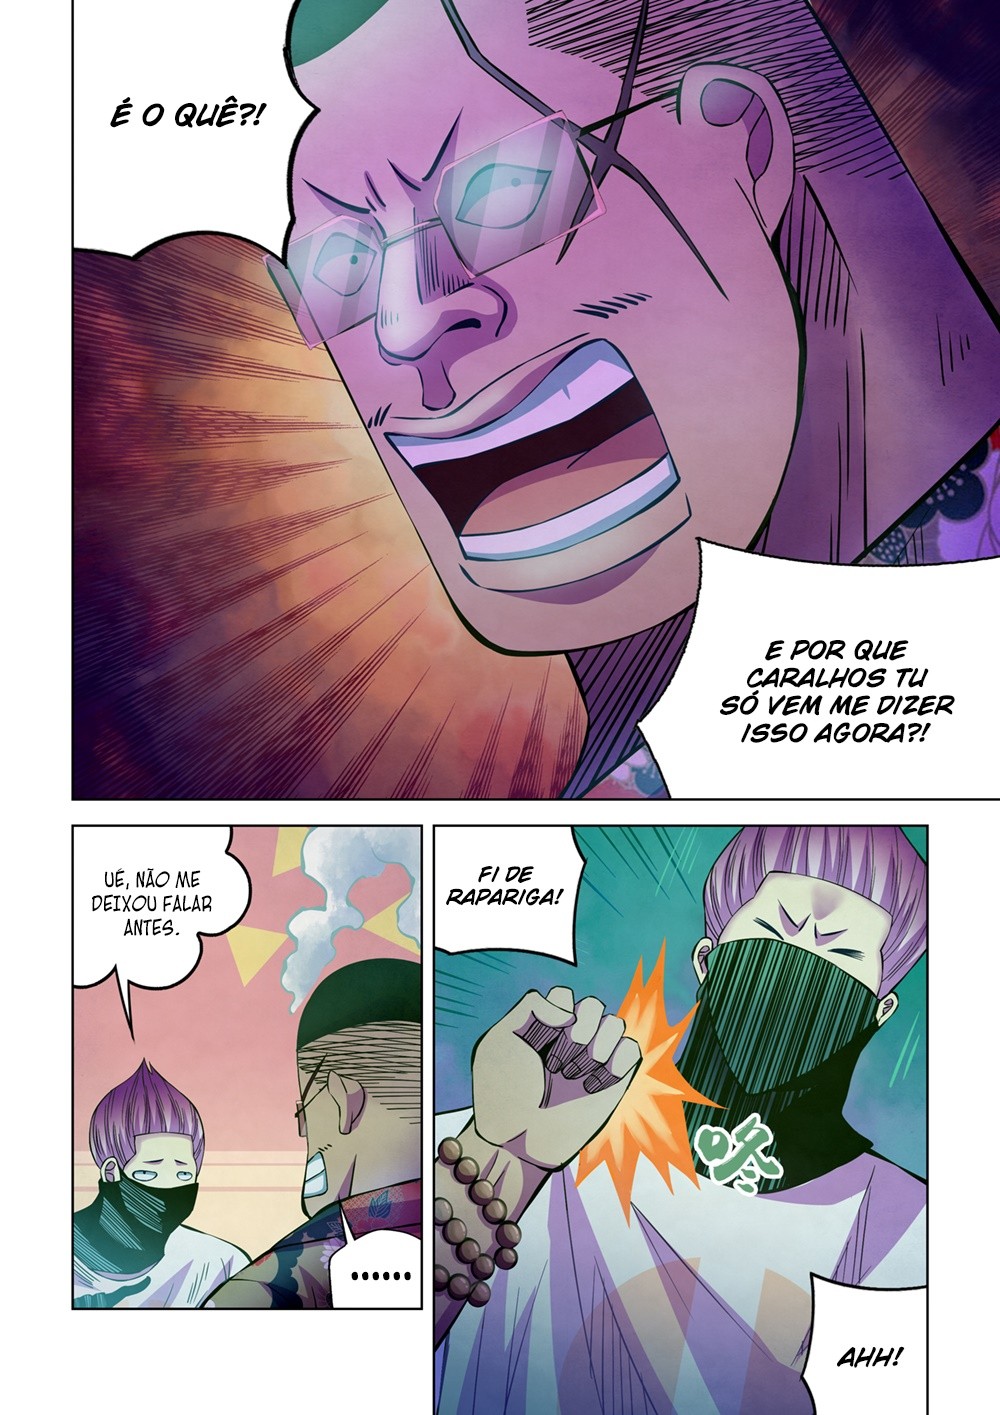 É O QUÊ?!
E POR QUE
CARALHOS TU
SÓ VEM ME DIZER
ISSO AGORA?!
UÉ, NÃO ME
DEIXOU FALAR
ANTES.
......
FI DE
RAPARIGA!
咚
AHH!